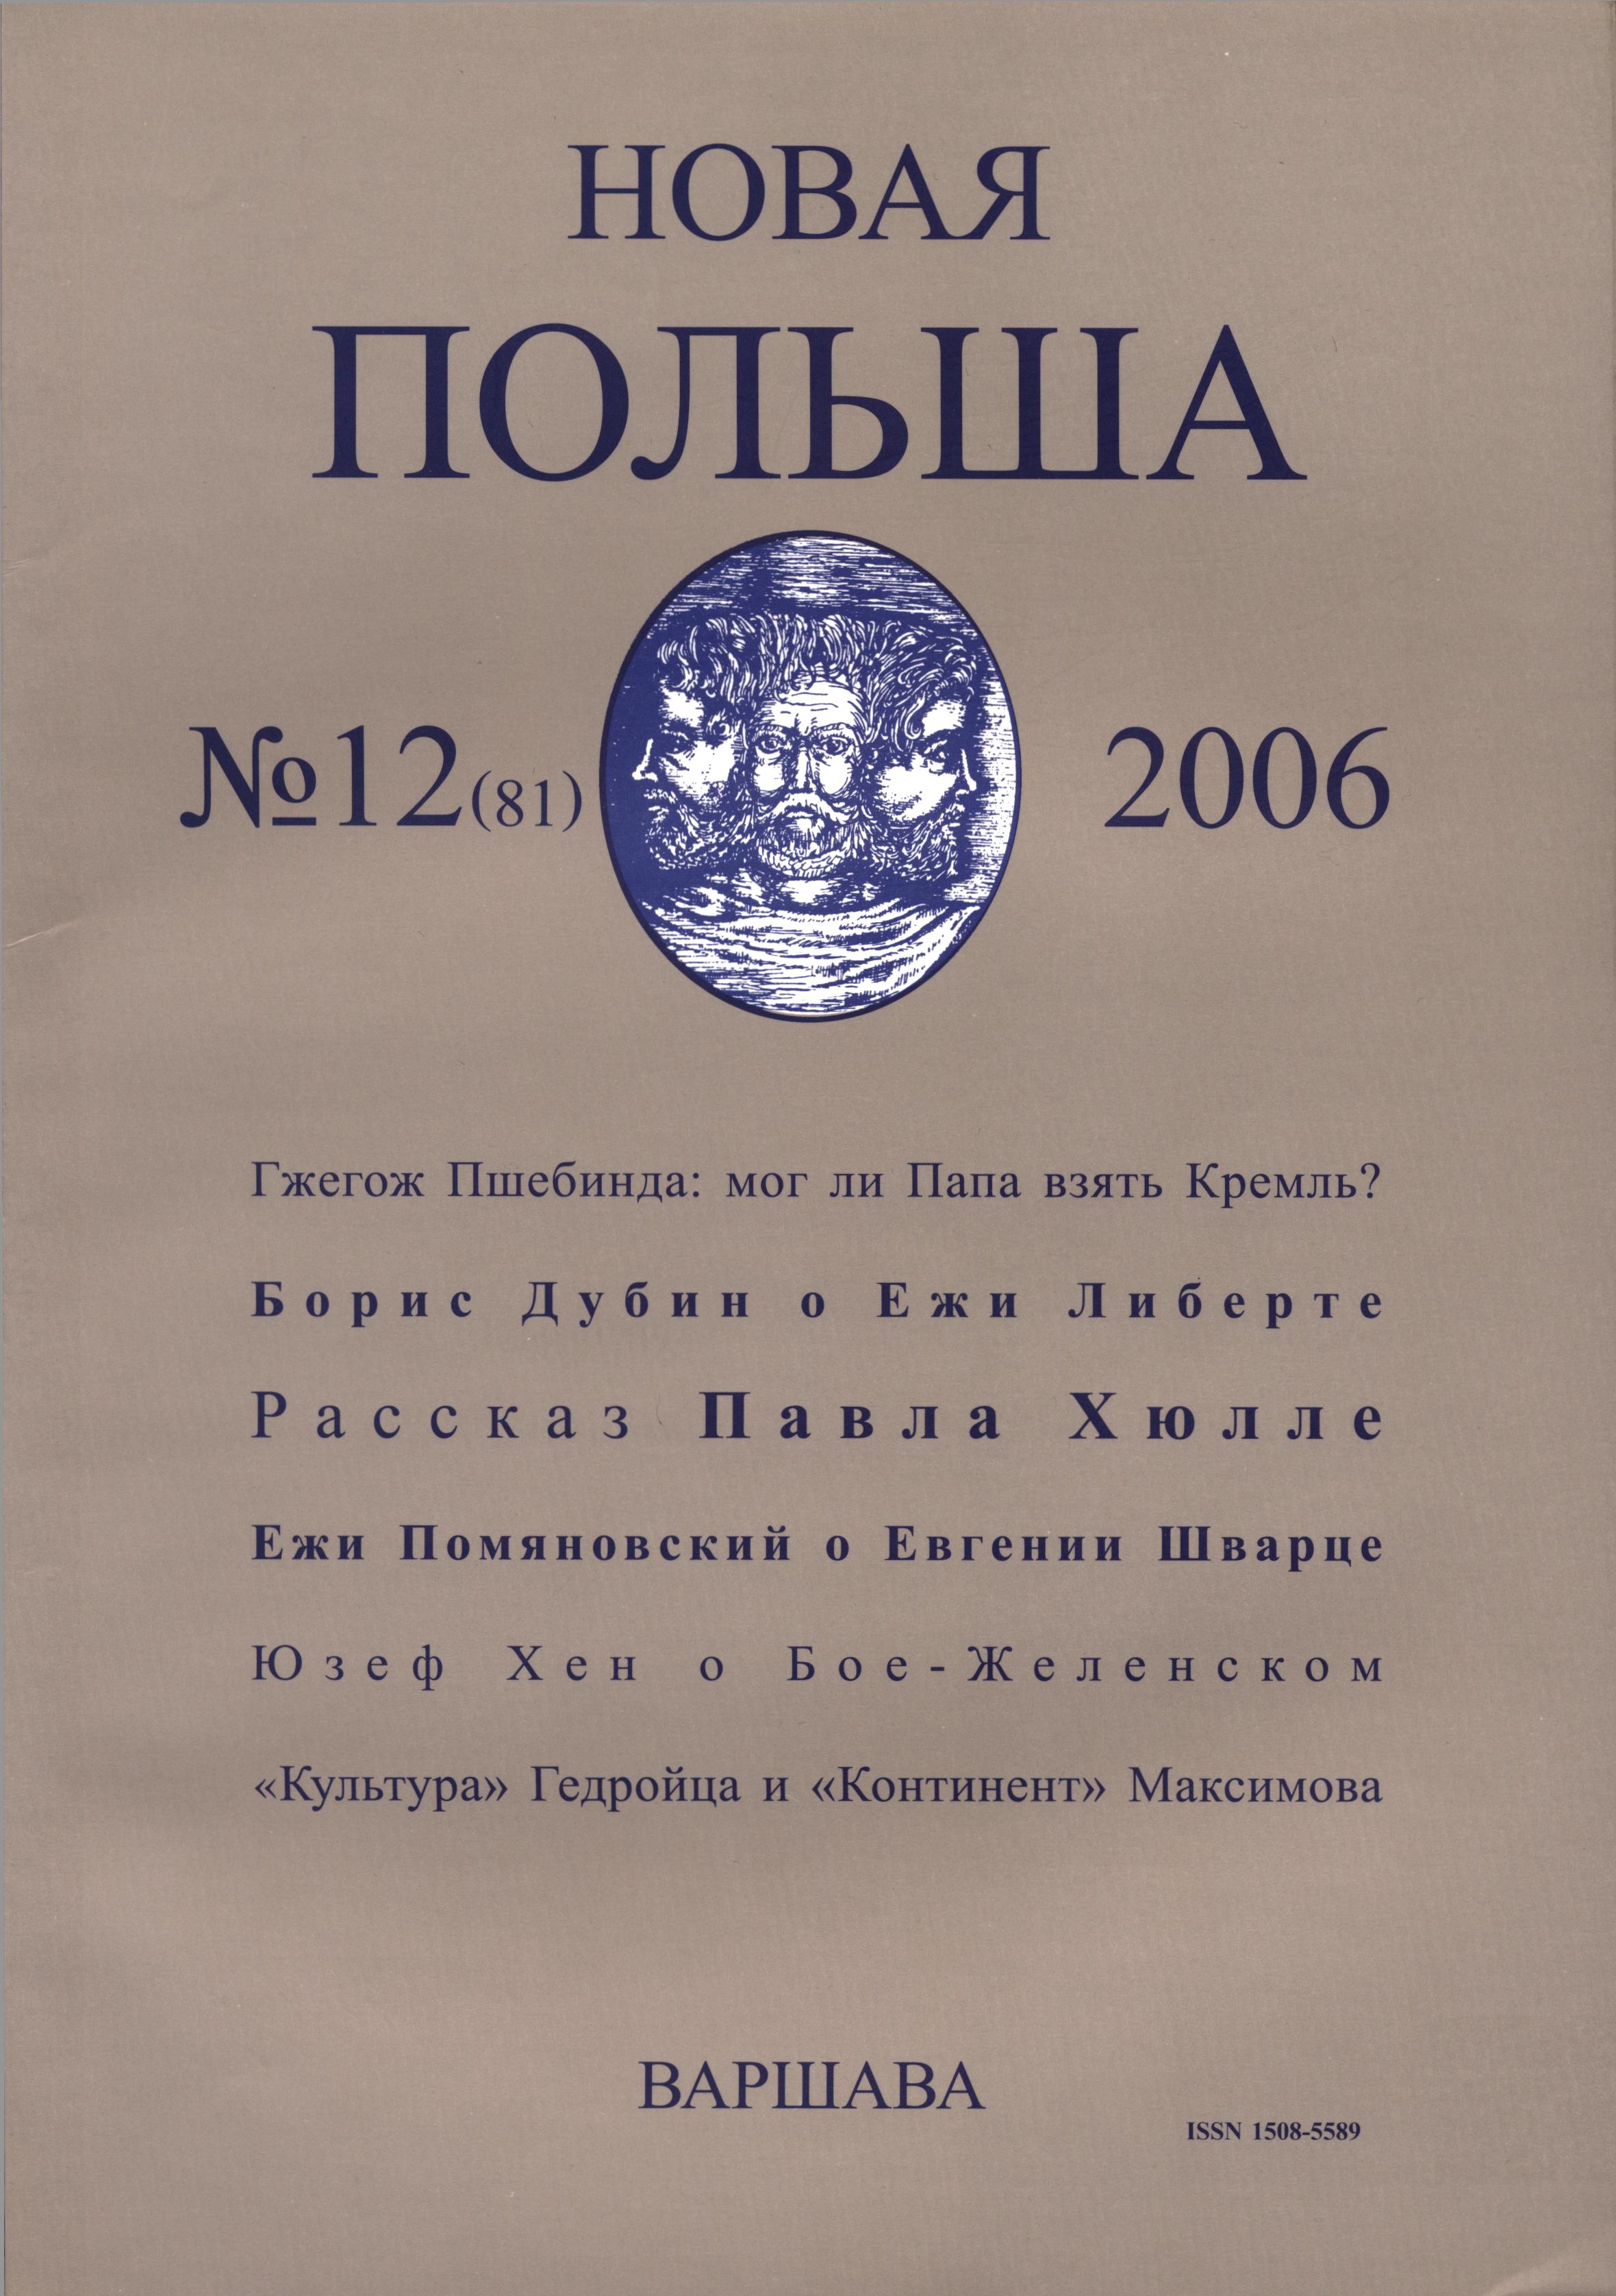 НОВАЯ
ПОЛЬША
№12(81) 2006
Гжегож Пшебинда: мог ли Папа взять Кремль?
Борис Дубин о Ежи Либерте
Рассказ Павла Хюлле
Ежи Помяновский о Евгении Шварце
Юзеф Хен о Бое-Желенском
«Культура» Гедройца и «Континент» Максимова
ВАРШАВА
ISSN 1508-5589